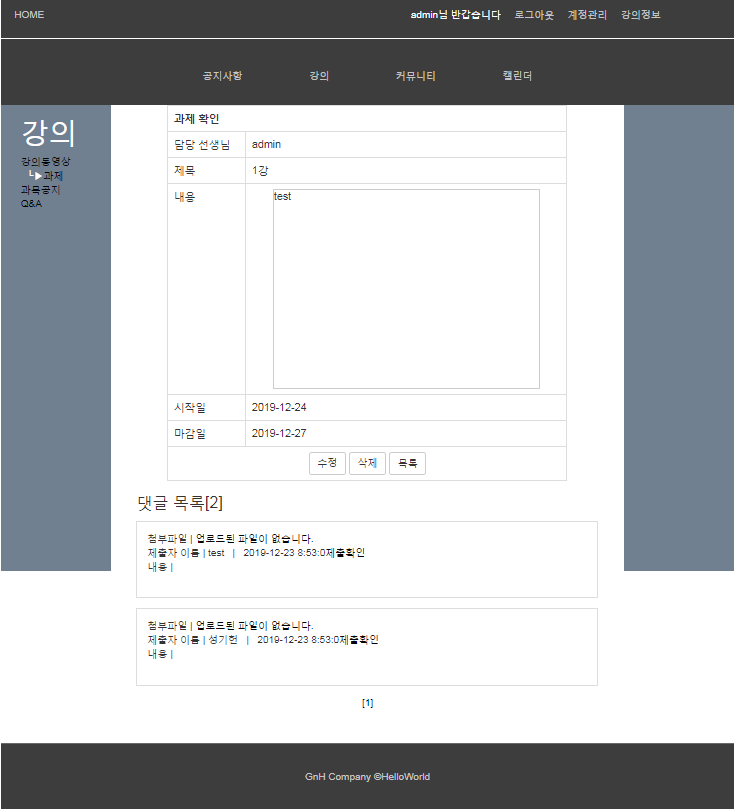 HOME admin님 반갑습니다 로그아웃 계정관리 강의정보
공지사항 강의 커뮤니티 캘린더
강의
강의동영상
┗▶과제
과목공지
Q&A
과제 확인
담당 선생님 admin
제목 1강
내용 test
시작일 2019-12-24
마감일 2019-12-27
수정 삭제 목록
댓글 목록[2]
첨부파일 | 업로드된 파일이 없습니다.
제출자 이름 | test | 2019-12-23 8:53:0제출확인
내용 |
첨부파일 | 업로드된 파일이 없습니다.
제출자 이름 | 성기헌 | 2019-12-23 8:53:0제출확인
내용 |
[1]
GnH Company ©HelloWorld